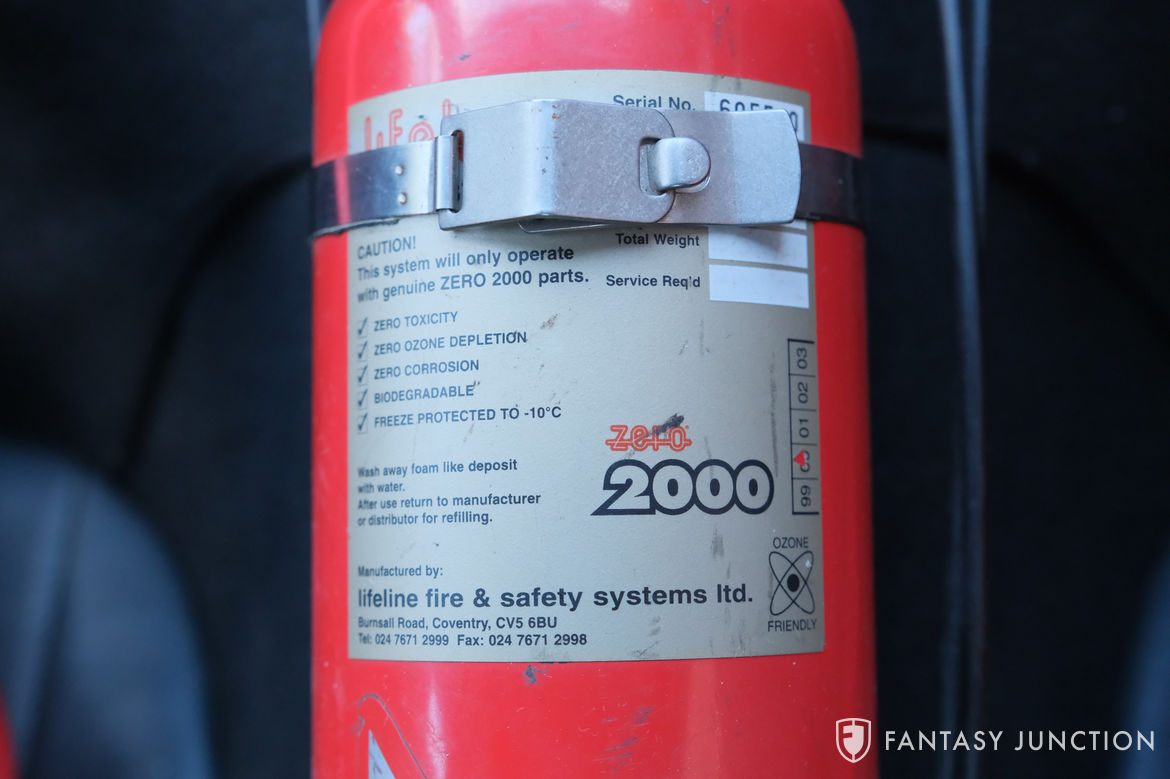 Serial No.
Total Weight
Service Req'd
CAUTION!
This system will only operate
with genuine ZERO 2000 parts.
ZERO TOXICITY
ZERO OZONE DEPLETION
ZERO CORROSION
BIODEGRADABLE
FREEZE PROTECTED TO -10°C
Wash away foam like deposit
with water.
After use return to manufacturer
or distributor for refilling.
zero
2000
99 01 02 03
OZONE
FRIENDLY
Manufactured by:
lifeline fire & safety systems ltd.
Burnsall Road, Coventry, CV5 6BU
Tel: 024 7671 2999 Fax: 024 7671 2998
FANTASY JUNCTION